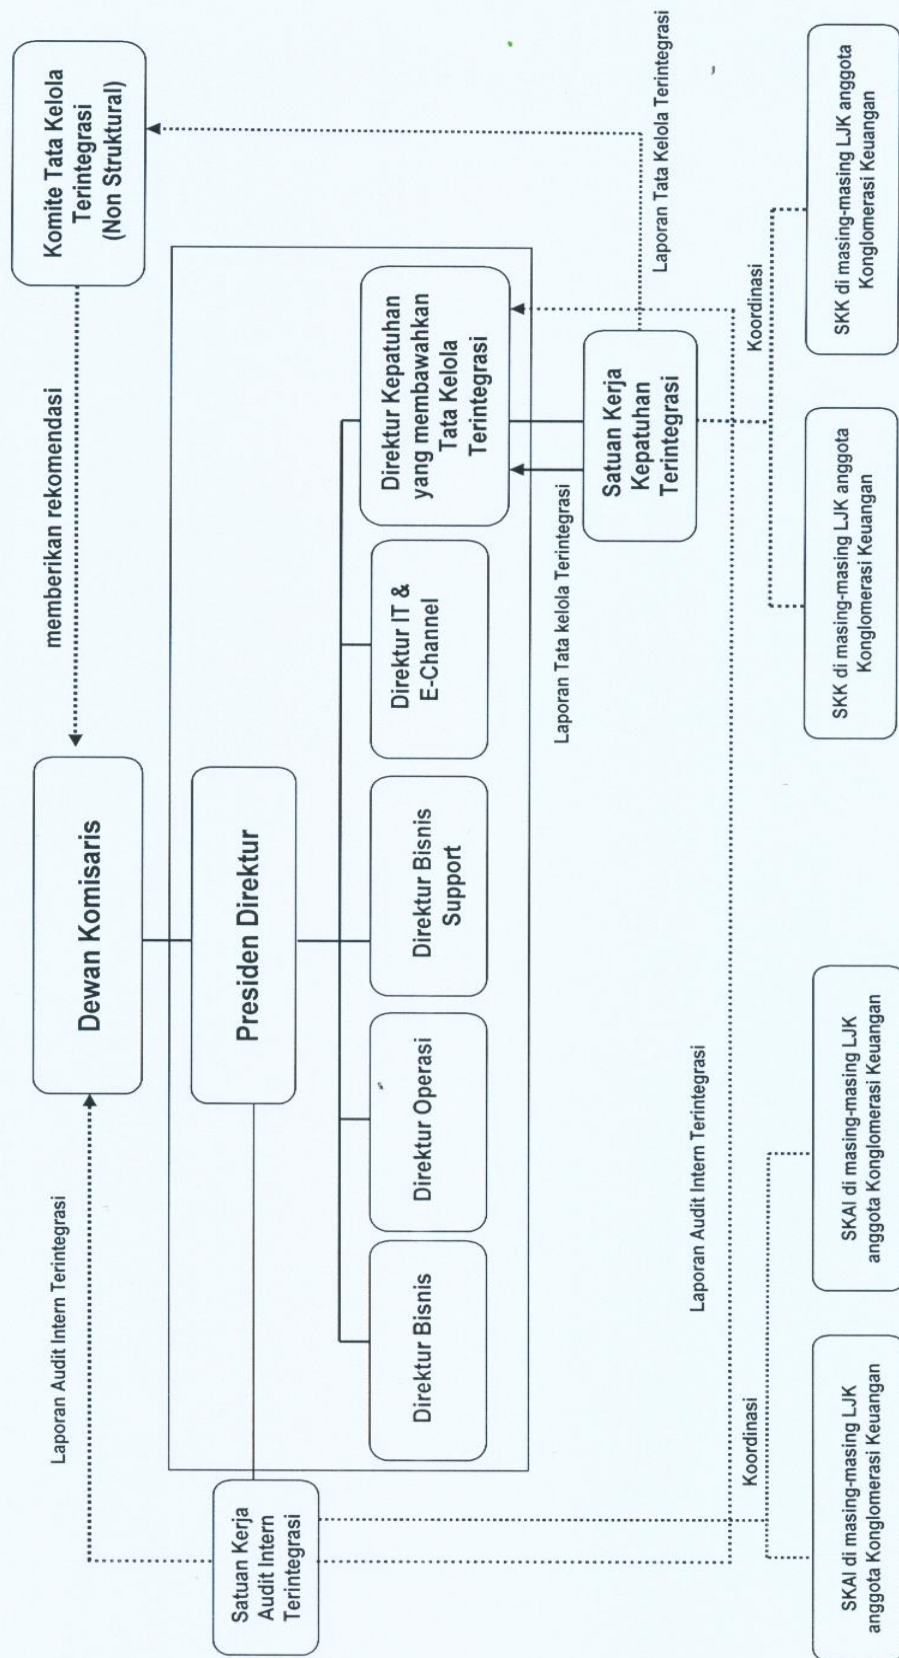 Komite Tata Kelola
Terintegrasi
(Non Struktural)
memberikan rekomendasi
Dewan Komisaris
Laporan Audit Intern Terintegrasi
Presiden Direktur
Satuan Kerja
Audit Intern
Terintegrasi
Direktur Bisnis
Direktur Operasi
Direktur Bisnis
Support
Direktur IT &
E-Channel
Direktur Kepatuhan
yang membawahkan
Tata Kelola
Terintegrasi
Laporan Tata kelola Terintegrasi
Satuan Kerja
Kepatuhan
Terintegrasi
Laporan Tata Kelola Terintegrasi
Laporan Audit Intern Terintegrasi
Koordinasi
Koordinasi
SKAI di masing-masing LJK
anggota Konglomerasi Keuangan
SKAI di masing-masing LJK
anggota Konglomerasi Keuangan
SKK di masing-masing LJK anggota
Konglomerasi Keuangan
SKK di masing-masing LJK anggota
Konglomerasi Keuangan